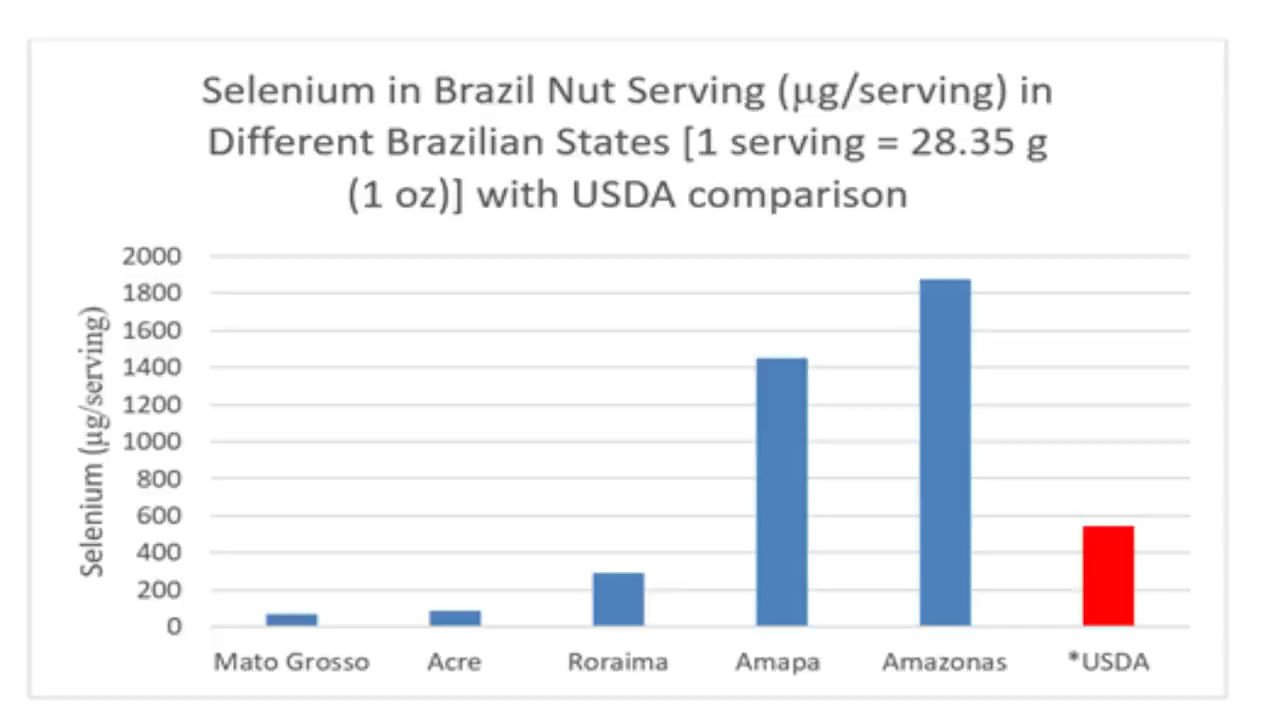 Selenium in Brazil Nut Serving (µg/serving) in
Different Brazilian States [1 serving = 28.35 g
(1 oz)] with USDA comparison
Selenium (µg/serving)
2000
1800
1600
1400
1200
1000
800
600
400
200
0
Mato Grosso Acre Roraima Amapa Amazonas *USDA